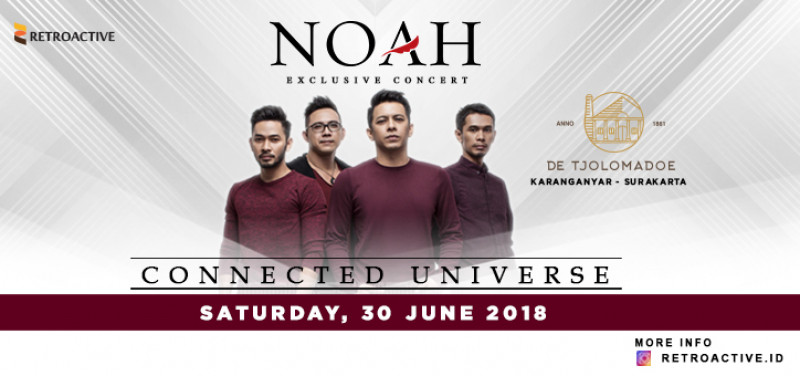 RETROACTIVE
NOAH
EXCLUSIVE CONCERT
ANNO 1861
DE TJOLOMADOE
KARANGANYAR - SURAKARTA
CONNECTED UNIVERSE
SATURDAY, 30 JUNE 2018
MORE INFO
RETROACTIVE.ID